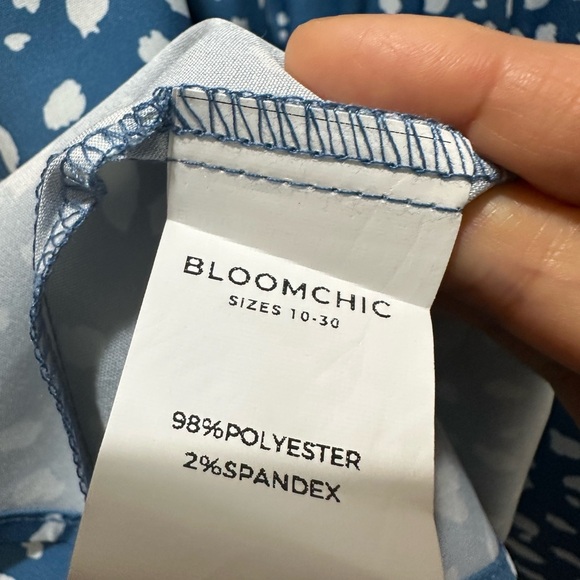 BLOOMCHIC
SIZES 10-30
98%POLYESTER
2%SPANDEX